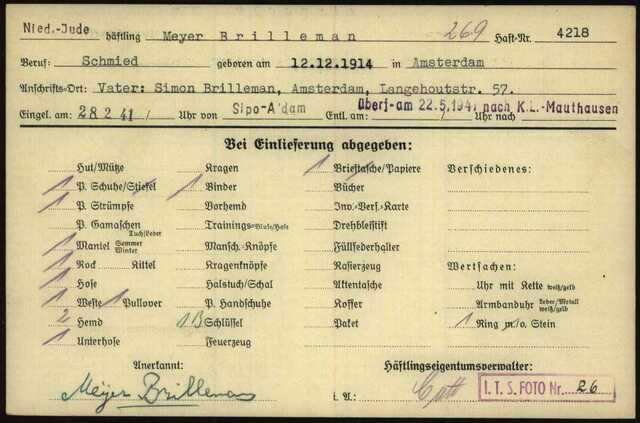 Nied.-Jude häftling Meyer Brilleman 269 Haft-Nr. 4218
Beruf: Schmied geboren am 12.12.1914 in Amsterdam
Anschrifts-Ort: Vater: Simon Brilleman, Amsterdam, Langehoutstr. 57.
Eingel. am: 28.2.41 Uhr von Sipo-A'dam Entl. am: Überf.am 22.5.1941 nach K.L.-Mauthausen Uhr nach
Bei Einlieferung abgegeben:
Hut/Mütze Kragen 1 Brieftasche/Papiere Verschiedenes:
1 P. Schuhe/Stiefel 1 Binder Bücher
1 P. Strümpfe Vorhemd Inv.-Vers.-Karte
P. Gamaschen Tuch/Leder Trainings-Bluse/Hose Drehbleistift
1 Mantel Sommer Winter Mansch.-Knöpfe Füllfederhalter
1 Rock Kittel Kragenknöpfe Rasierzeug Wertsachen:
1 Hose Halstuch/Schal Aktentasche Uhr mit Kette weiß/gelb
1 Weste 1 Pullover P. Handschuhe Koffer Armbanduhr Leder/Metall weiß/gelb
2 Hemd 1 B Schlüssel Paket 1 Ring m/o. Stein
1 Unterhose Feuerzeug
Anerkannt: Häftlingseigentumsverwalter:
Meyer Brilleman i. A.: I.T.S. FOTO Nr. 26